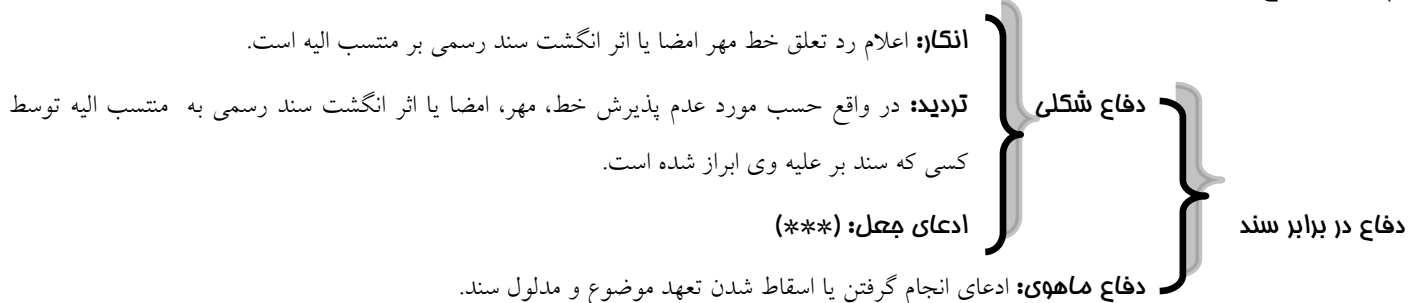 انکار: اعلام رد تعلق خط مهر امضا یا اثر انگشت سند رسمی بر منتسب الیه است.
دفاع شکلی
تردید: در واقع حسب مورد عدم پذیرش خط، مهر، امضا یا اثر انگشت سند رسمی به منتسب الیه توسط
کسی که سند بر علیه وی ابراز شده است.
دفاع در برابر سند
ادعای جعل: (***)
دفاع ماهوی: ادعای انجام گرفتن یا اسقاط شدن تعهد موضوع و مدلول سند.